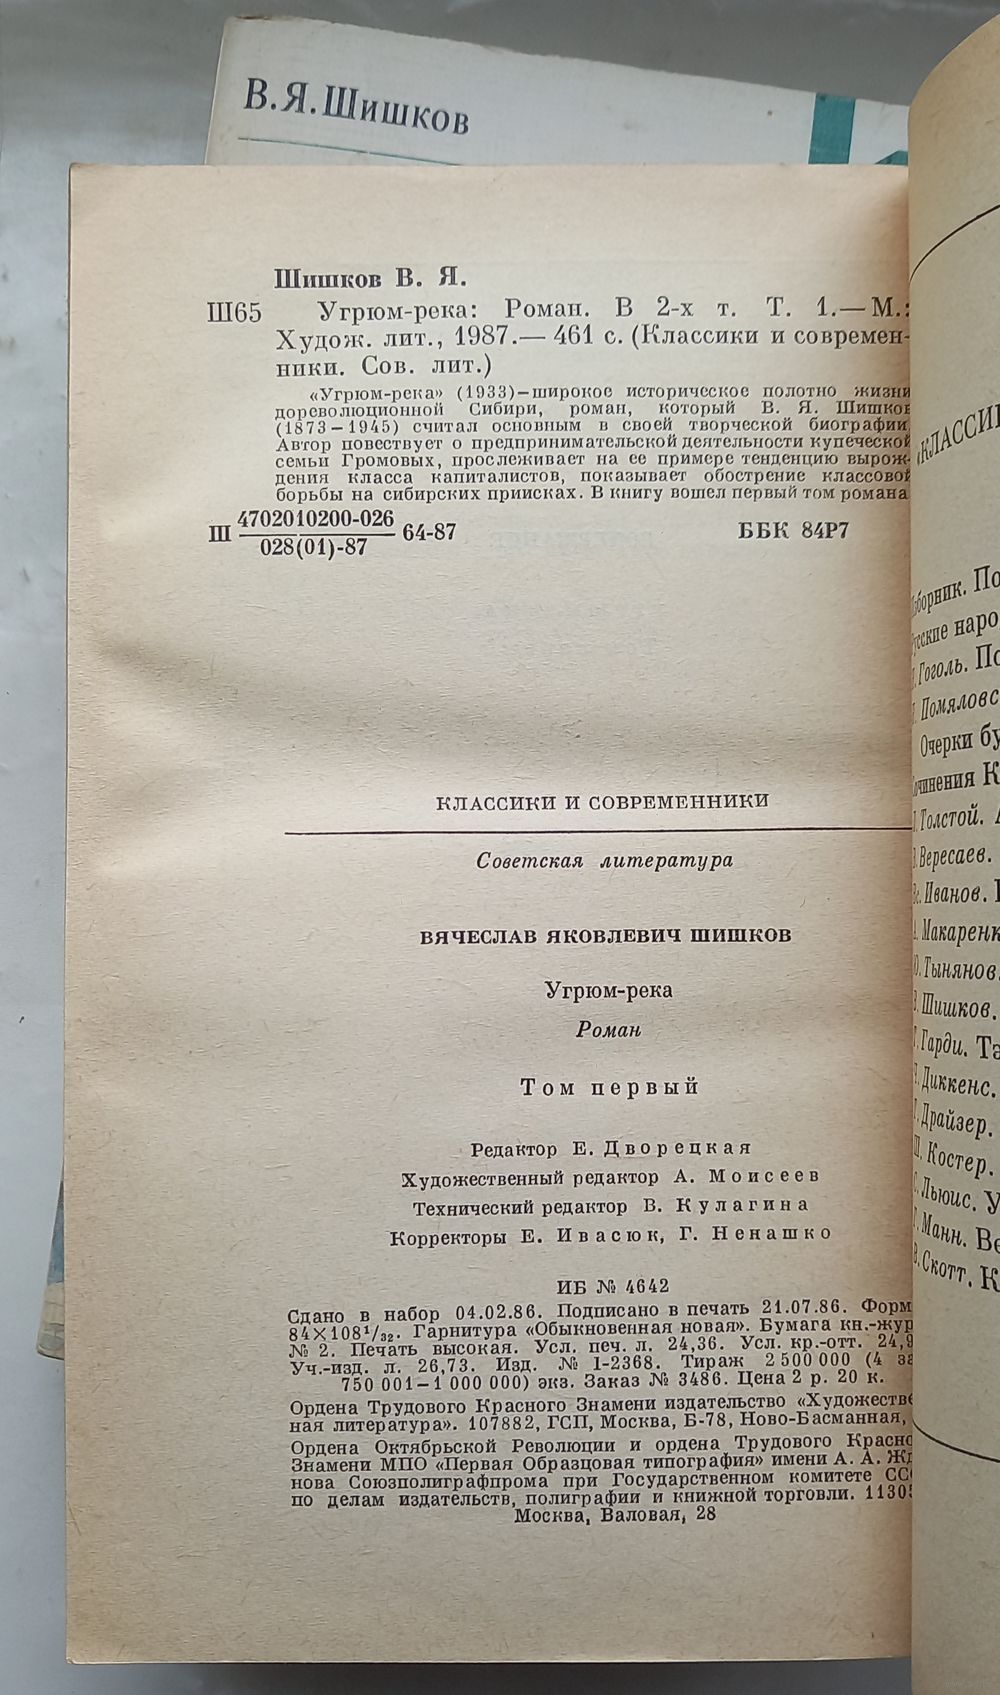 В.Я.Шишков
Шишков В. Я.
Ш65 Угрюм-река: Роман. В 2-х т. Т. 1.— М.:
Худож. лит., 1987.— 461 с. (Классики и современ-
ники. Сов. лит.)
«Угрюм-река» (1933)—широкое историческое полотно жизни
дореволюционной Сибири, роман, который В. Я. Шишков
(1873—1945) считал основным в своей творческой биографии.
Автор повествует о предпринимательской деятельности купеческой
семьи Громовых, прослеживает на ее примере тенденцию вырож-
дения класса капиталистов, показывает обострение классовой
борьбы на сибирских приисках. В книгу вошел первый том романа
Ш 4702010200-026 / 028(01)-87 64-87 ББК 84Р7
КЛАССИКИ И СОВРЕМЕННИКИ
Советская литература
ВЯЧЕСЛАВ ЯКОВЛЕВИЧ ШИШКОВ
Угрюм-река
Роман
Том первый
Редактор Е. Дворецкая
Художественный редактор А. Моисеев
Технический редактор В. Кулагина
Корректоры Е. Ивасюк, Г. Ненашко
ИБ № 4642
Сдано в набор 04.02.86. Подписано в печать 21.07.86. Форм
84×108¹/₃₂. Гарнитура «Обыкновенная новая». Бумага кн.-жур
№ 2. Печать высокая. Усл. печ. л. 24,36. Усл. кр.-отт. 24,9
Уч.-изд. л. 26,73. Изд. № 1-2368. Тираж 2 500 000 (4 за
750 001—1 000 000) экз. Заказ № 3486. Цена 2 р. 20 к.
Ордена Трудового Красного Знамени издательство «Художестве
ная литература». 107882, ГСП, Москва, Б-78, Ново-Басманная,
Ордена Октябрьской Революции и ордена Трудового Красно
Знамени МПО «Первая Образцовая типография» имени А. А. Жд
нова Союзполиграфпрома при Государственном комитете СС
по делам издательств, полиграфии и книжной торговли. 11305
Москва, Валовая, 28
«КЛАССИ
борник. По
усские наро
Гоголь. По
Помяловс
Очерки бу
очинения К
Толстой.
Вересаев.
Вс. Иванов.
А. Макаренк
Ю. Тынянов.
В. Шишков.
Т. Гарди. Тэ
Диккенс.
Т. Драйзер.
Ш. Костер.
С. Льюис. У
Манн. Ве
В. Скотт. К